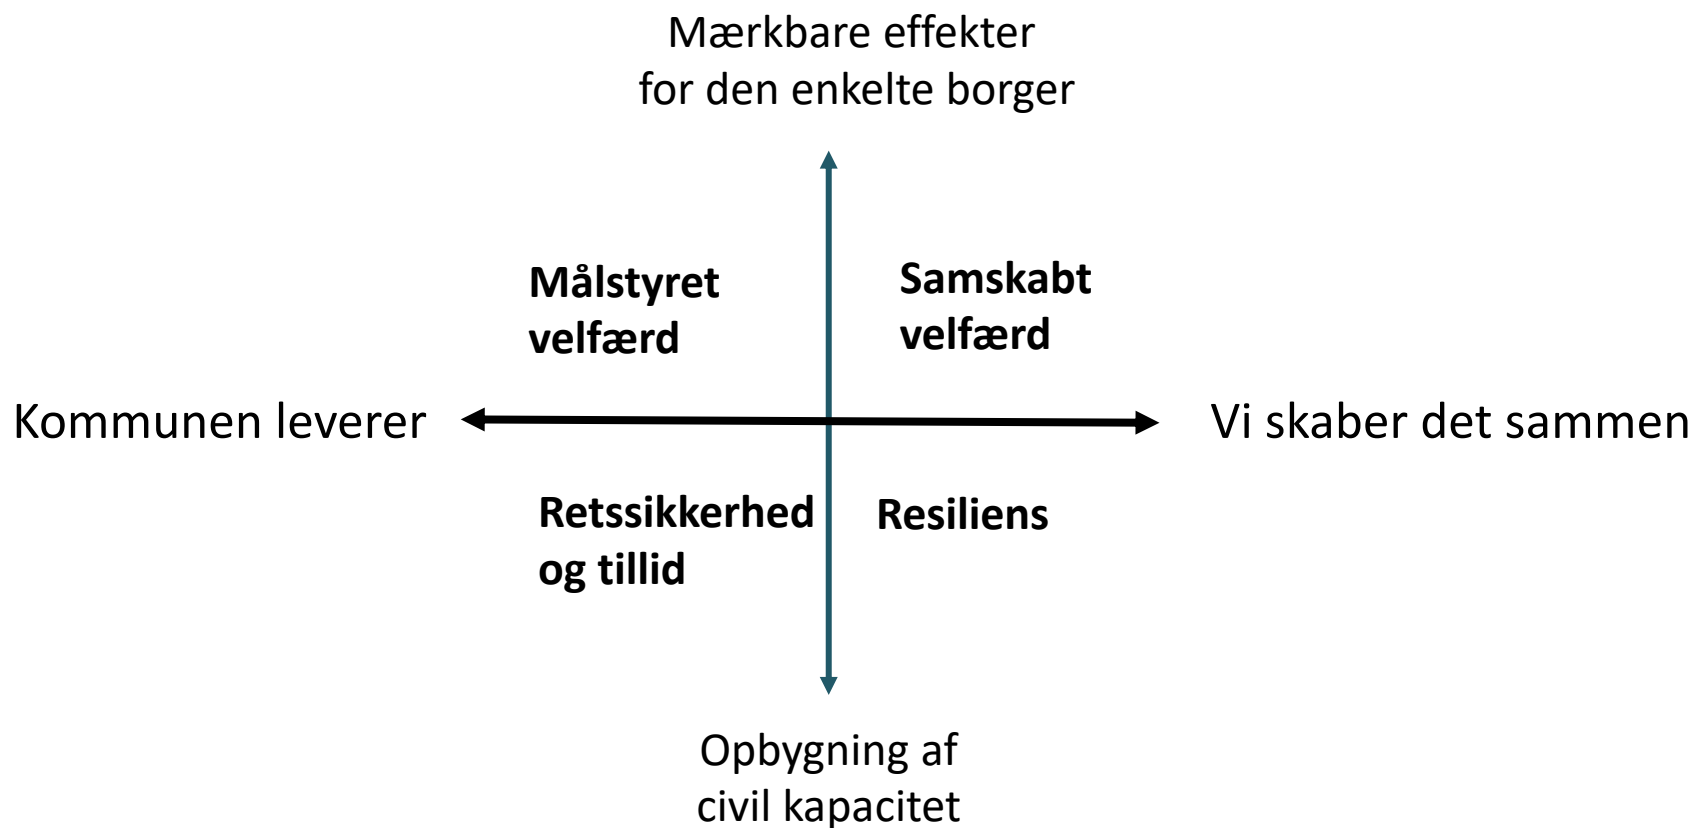 Mærkbare effekter
for den enkelte borger
Målstyret
velfærd
Samskabt
velfærd
Kommunen leverer
Vi skaber det sammen
Retssikkerhed
og tillid
Resiliens
Opbygning af
civil kapacitet